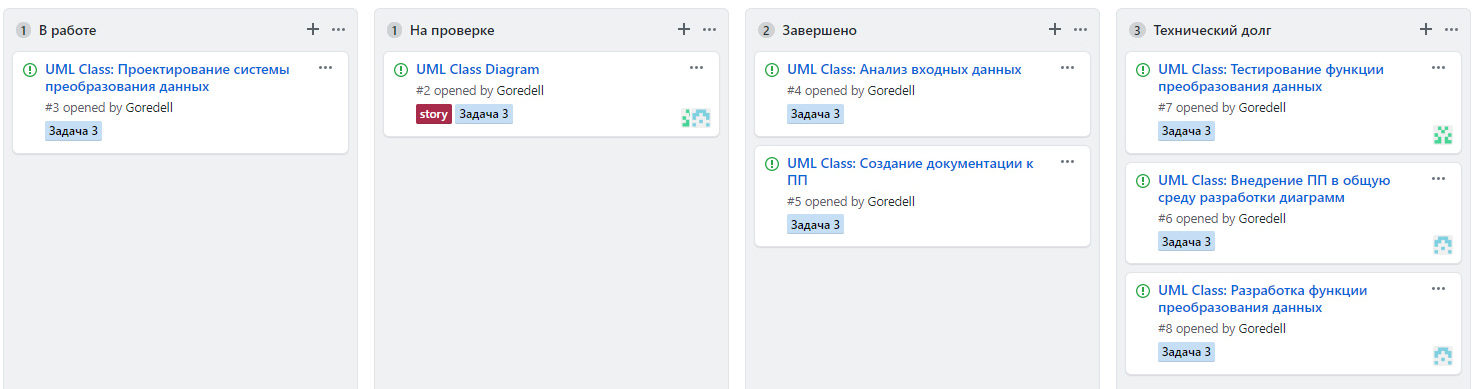 1 В работе
UML Class: Проектирование системы
преобразования данных
#3 opened by Goredell
Задача 3
1 На проверке
UML Class Diagram
#2 opened by Goredell
story Задача 3
2 Завершено
UML Class: Анализ входных данных
#4 opened by Goredell
Задача 3
UML Class: Создание документации к
ПП
#5 opened by Goredell
Задача 3
3 Технический долг
UML Class: Тестирование функции
преобразования данных
#7 opened by Goredell
Задача 3
UML Class: Внедрение ПП в общую
среду разработки диаграмм
#6 opened by Goredell
Задача 3
UML Class: Разработка функции
преобразования данных
#8 opened by Goredell
Задача 3